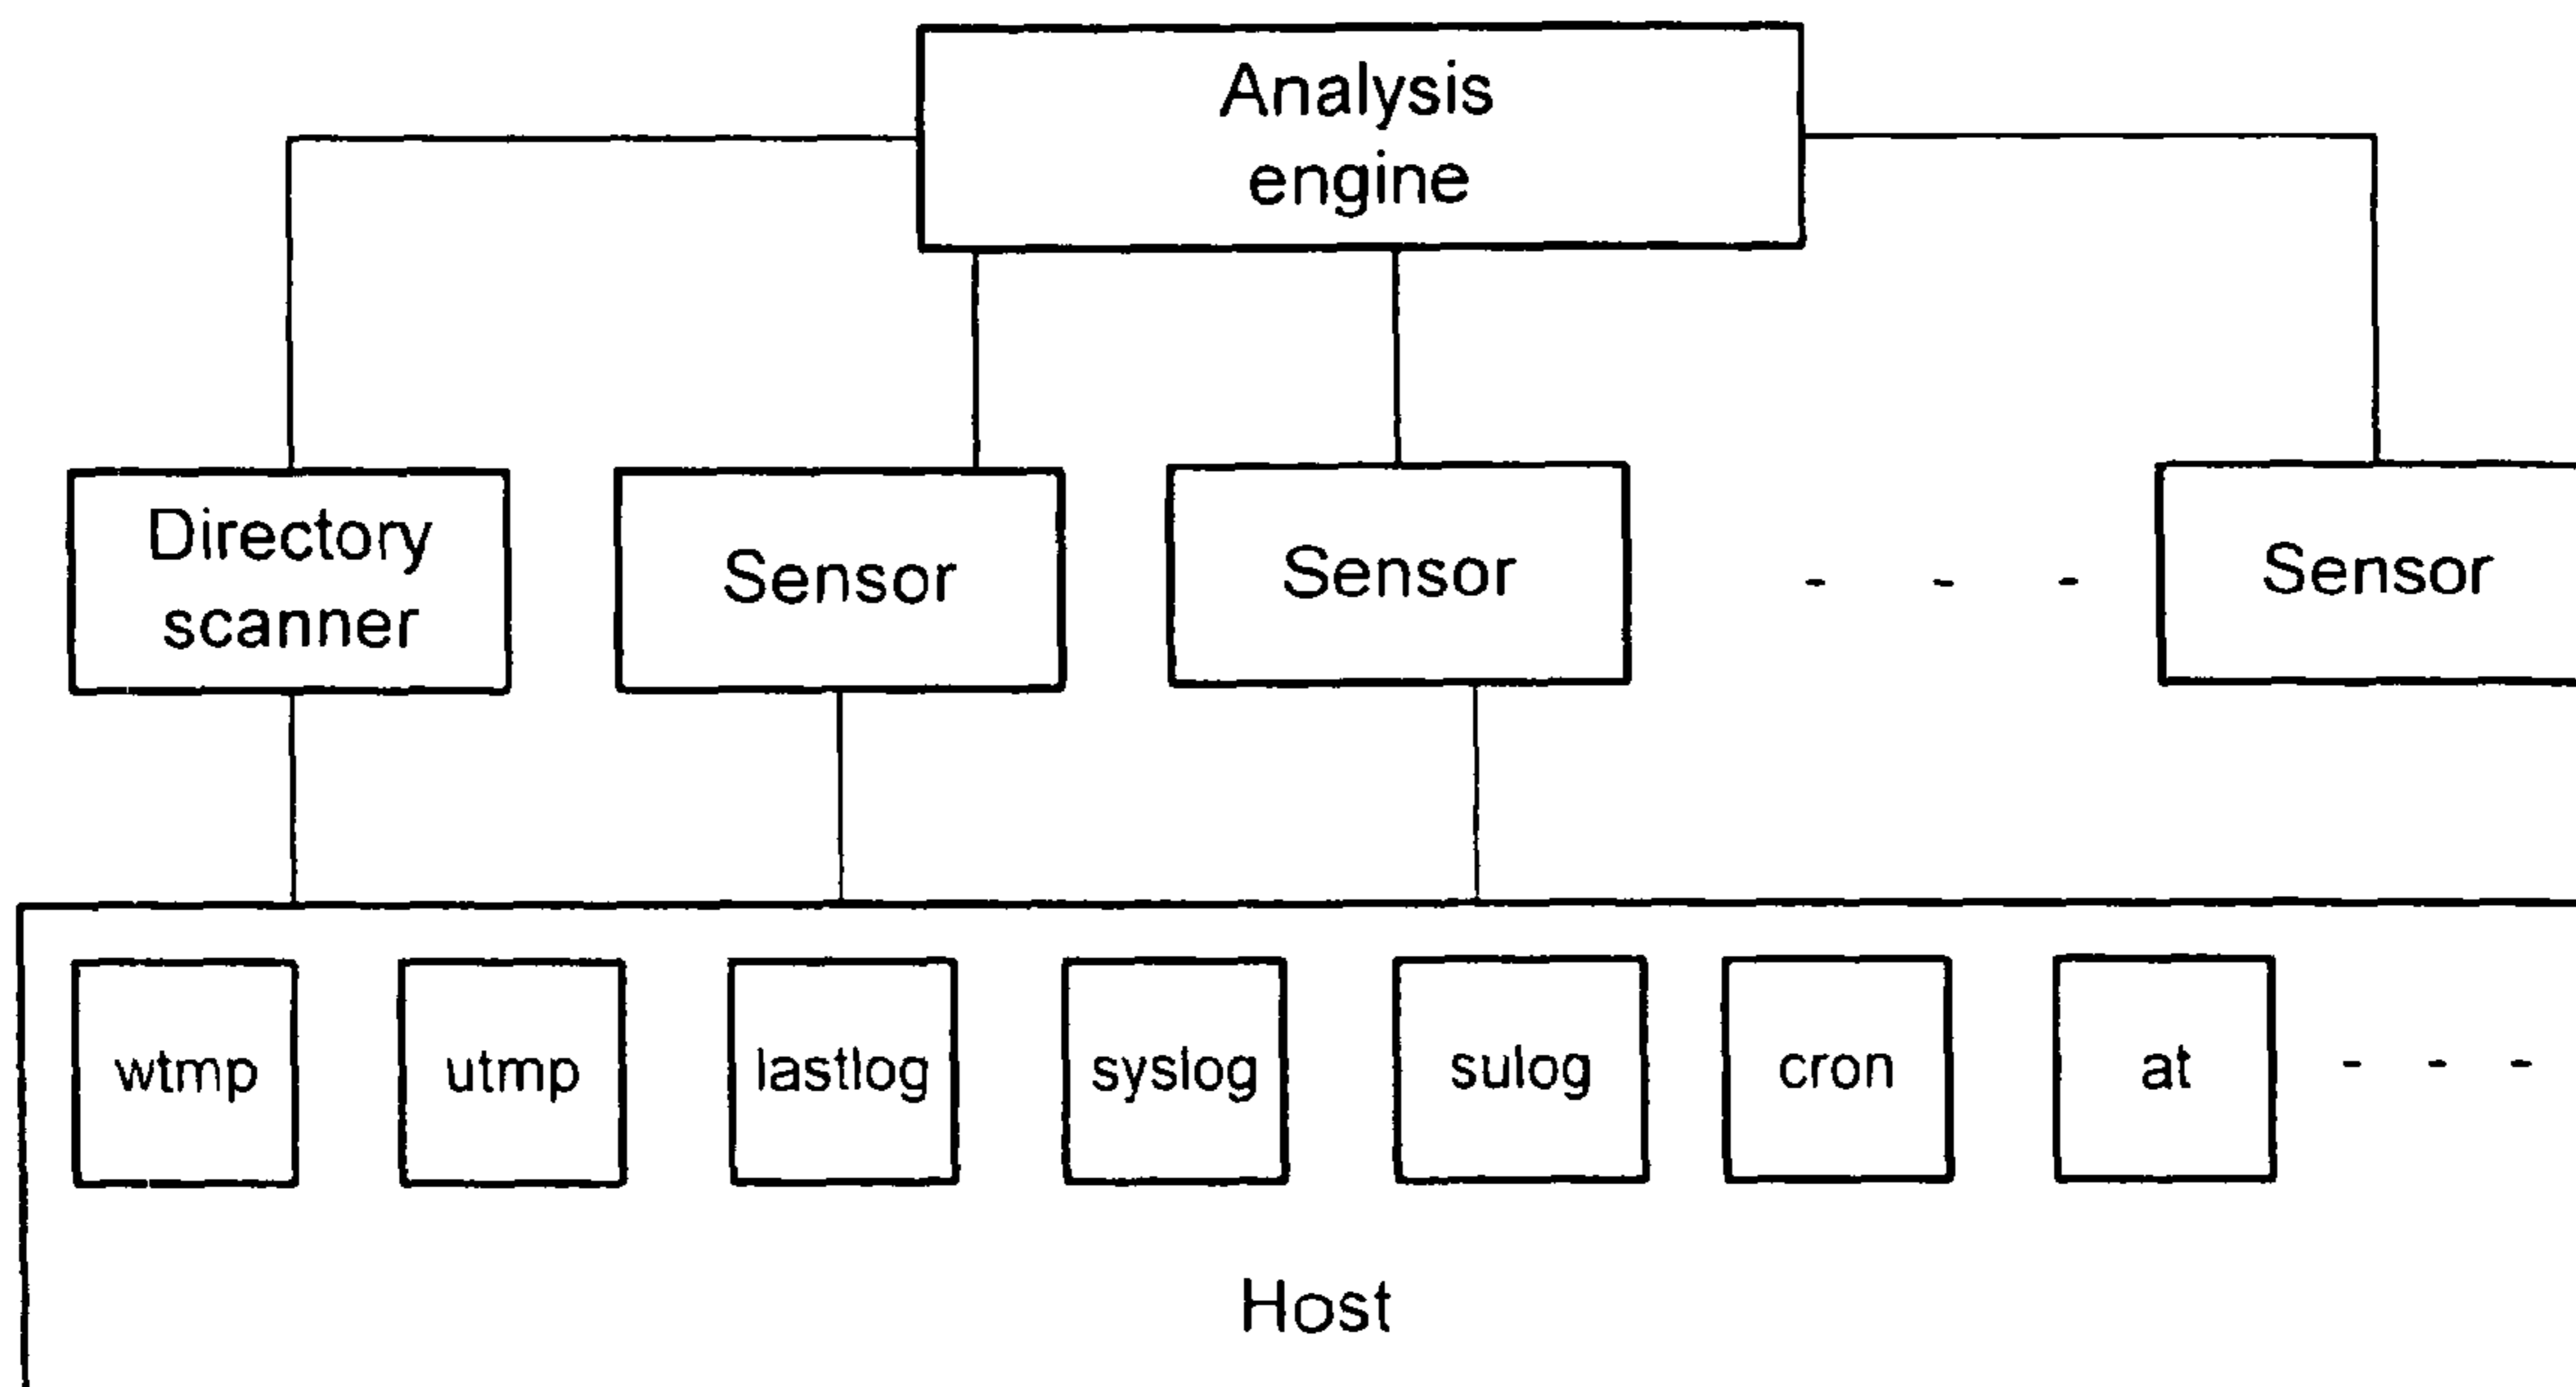 Analysis
engine
Directory
scanner
Sensor
Sensor
- - -
Sensor
wtmp
utmp
lastlog
syslog
sulog
cron
at
- - -
Host